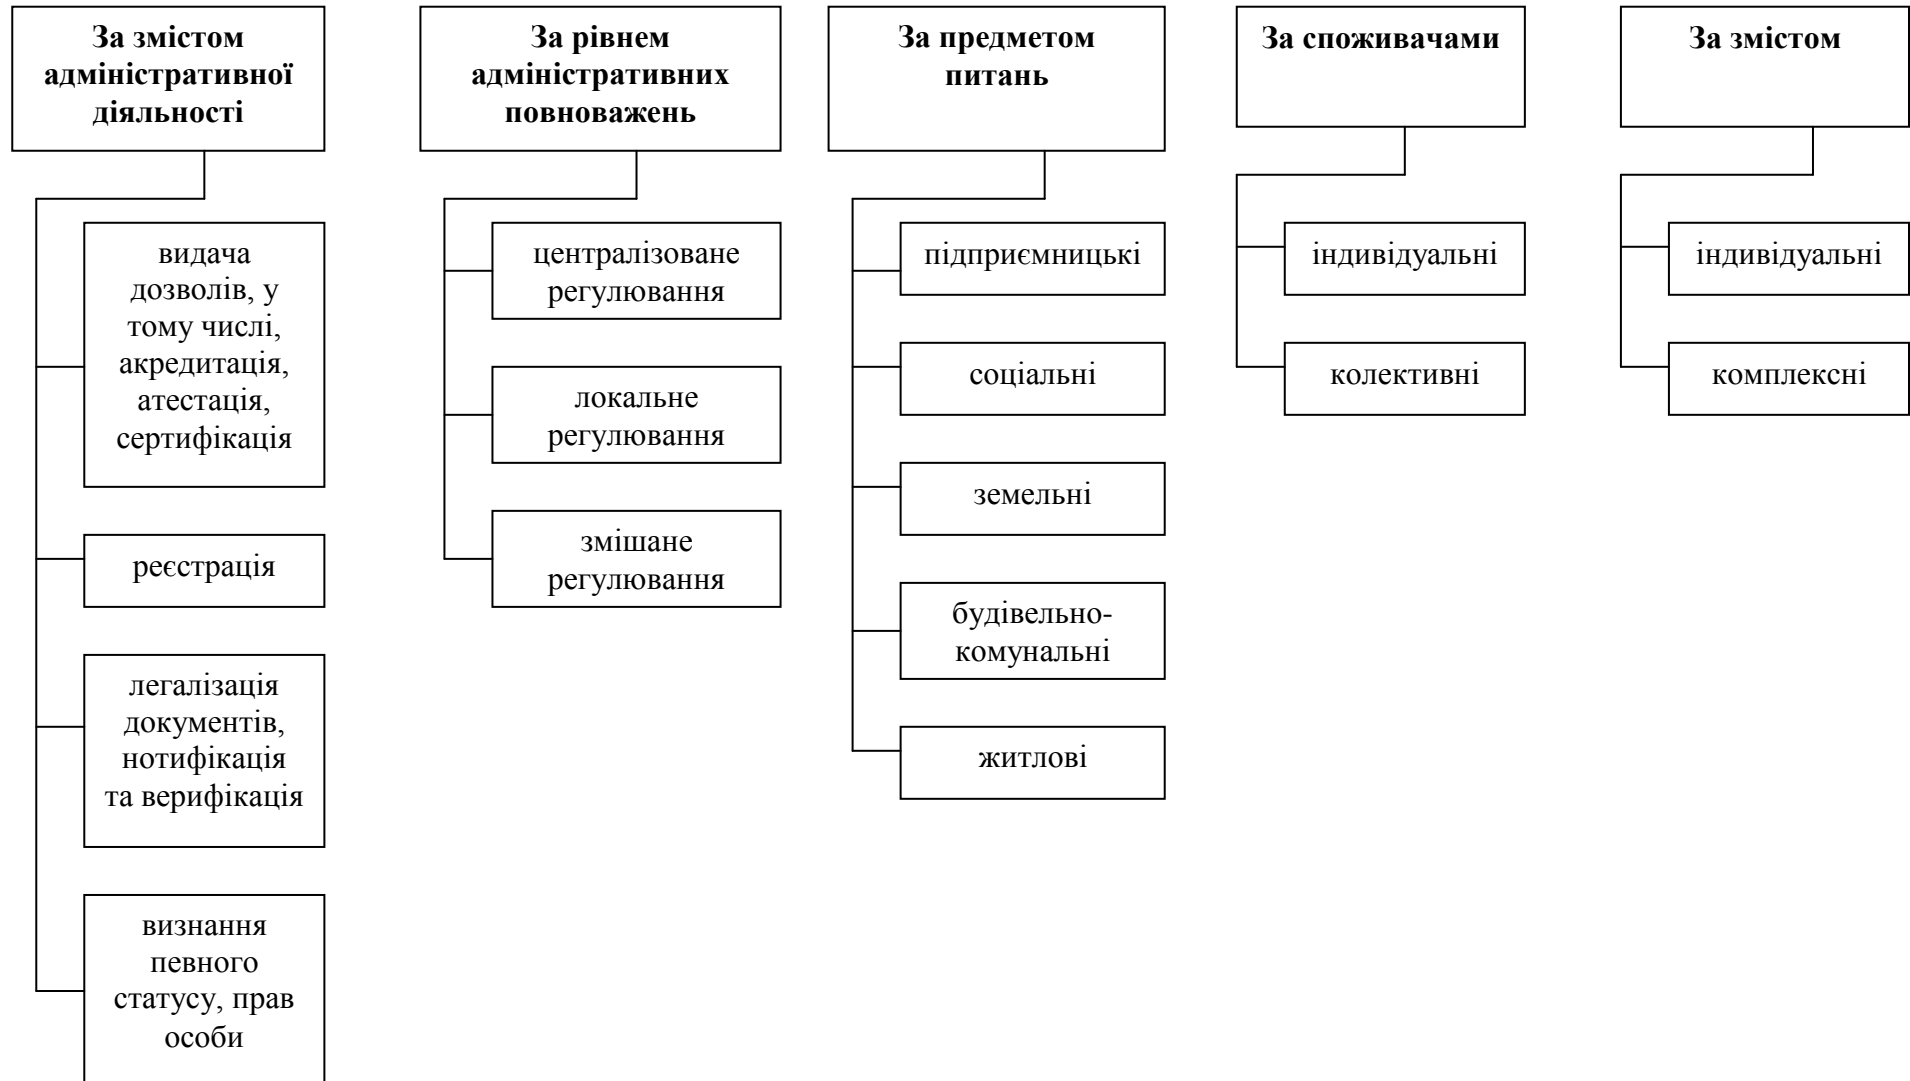 За змістом
адміністративної
діяльності
видача
дозволів, у
тому числі,
акредитація,
атестація,
сертифікація
реєстрація
легалізація
документів,
нотифікація
та верифікація
визнання
певного
статусу, прав
особи
За рівнем
адміністративних
повноважень
централізоване
регулювання
локальне
регулювання
змішане
регулювання
За предметом
питань
підприємницькі
соціальні
земельні
будівельно-
комунальні
житлові
За споживачами
індивідуальні
колективні
За змістом
індивідуальні
комплексні